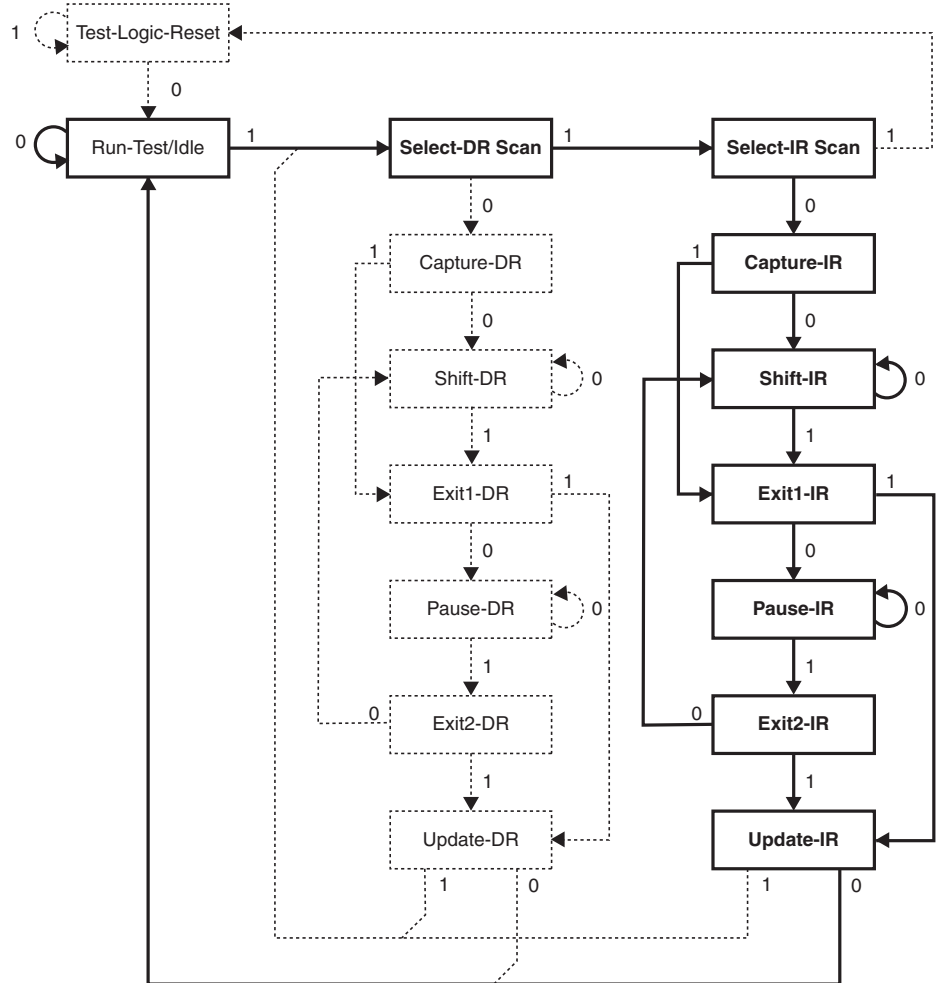 1
Test-Logic-Reset
0
0
Run-Test/Idle
1
Select-DR Scan
1
Select-IR Scan
1
0
0
1
Capture-DR
1
Capture-IR
0
0
Shift-DR
0
Shift-IR
0
1
1
Exit1-DR
1
Exit1-IR
1
0
0
Pause-DR
0
Pause-IR
0
1
1
0
Exit2-DR
0
Exit2-IR
1
1
Update-DR
Update-IR
1
0
1
0